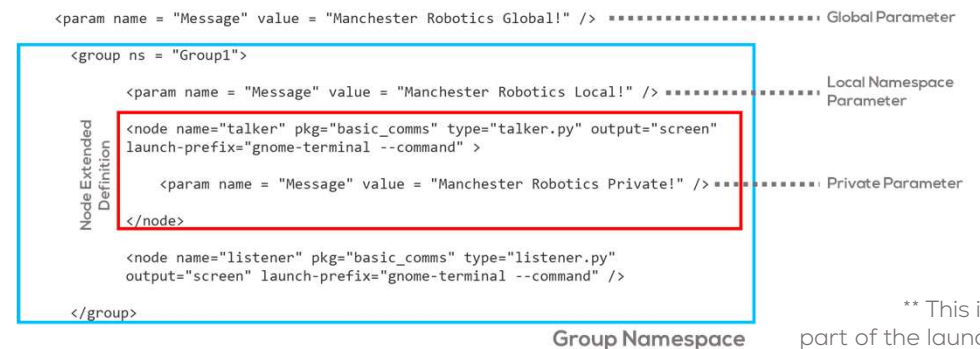 <param name = "Message" value = "Manchester Robotics Global!" />
Global Parameter
<group ns = "Group1">
<param name = "Message" value = "Manchester Robotics Local!" />
Local Namespace
Parameter
Node Extended
Definition
<node name="talker" pkg="basic_comms" type="talker.py" output="screen"
launch-prefix="gnome-terminal --command" >
<param name = "Message" value = "Manchester Robotics Private!" />
Private Parameter
</node>
<node name="listener" pkg="basic_comms" type="listener.py"
output="screen" launch-prefix="gnome-terminal --command" />
</group>
Group Namespace
** This i
part of the laun